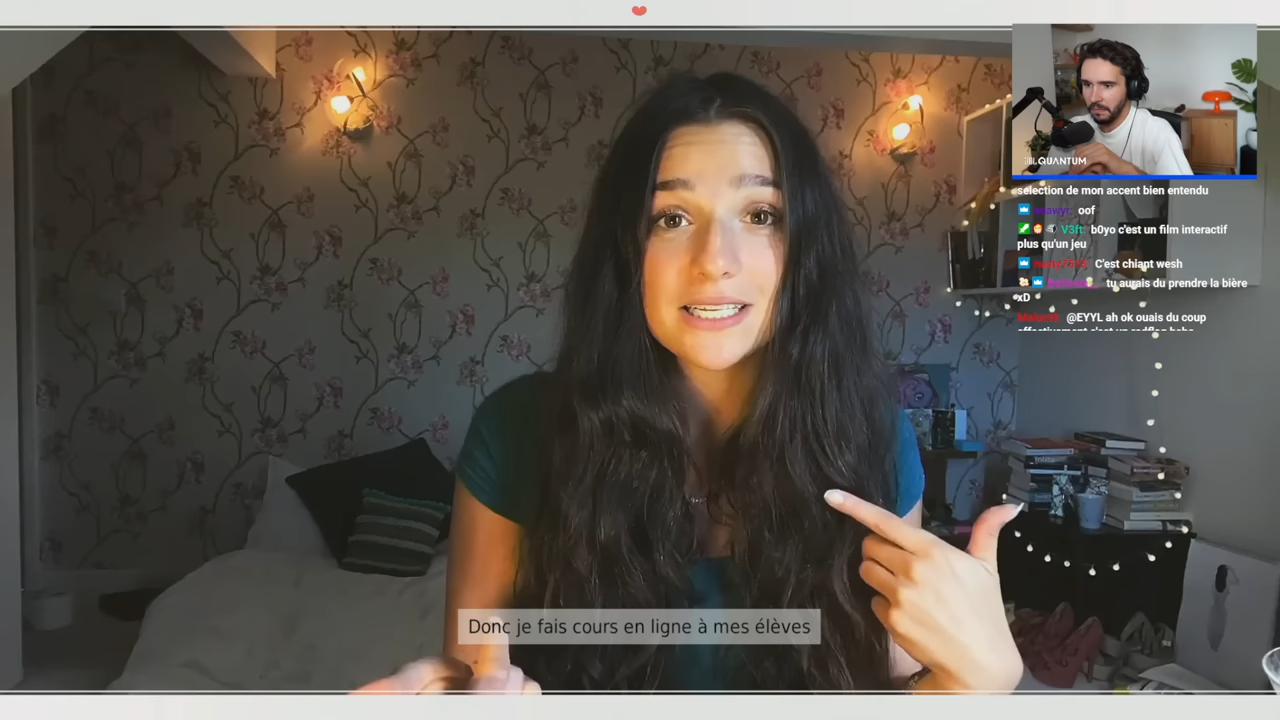 QUANTUM
selection de mon accent bien entendu
oof
V3ft: b0yo c'est un film interactif
plus qu'un jeu
C'est chiant wesh
tu aurais du prendre la bière
xD
@EYYL ah ok ouais du coup
Donc je fais cours en ligne à mes élèves